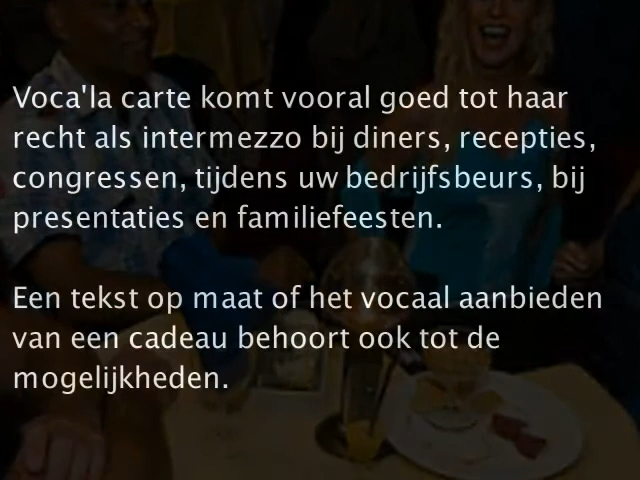 Voca'la carte komt vooral goed tot haar
recht als intermezzo bij diners, recepties,
congressen, tijdens uw bedrijfsbeurs, bij
presentaties en familiefeesten.
Een tekst op maat of het vocaal aanbieden
van een cadeau behoort ook tot de
mogelijkheden.